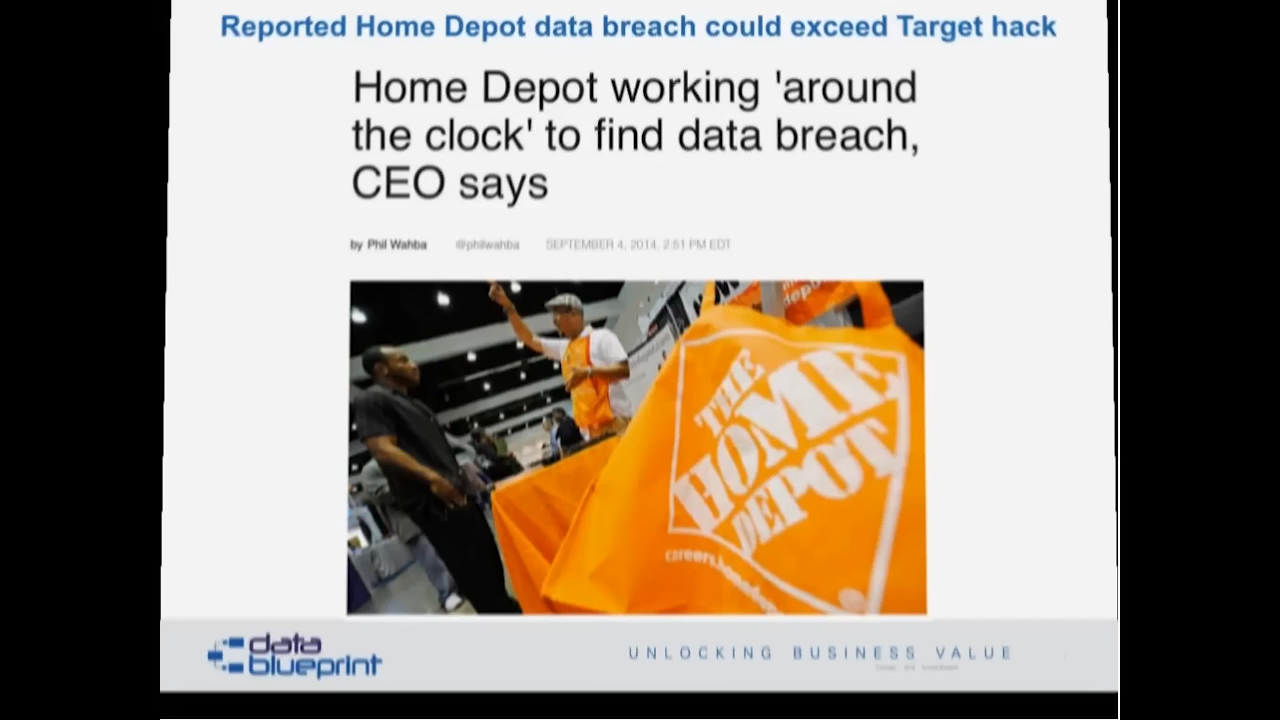 Reported Home Depot data breach could exceed Target hack
Home Depot working 'around
the clock' to find data breach,
CEO says
by Phil Wahba @philwahba SEPTEMBER 4, 2014, 2:51 PM EDT
depot
THE
HOME
DEPOT
data
blueprint
UNLOCKING BUSINESS VALUE